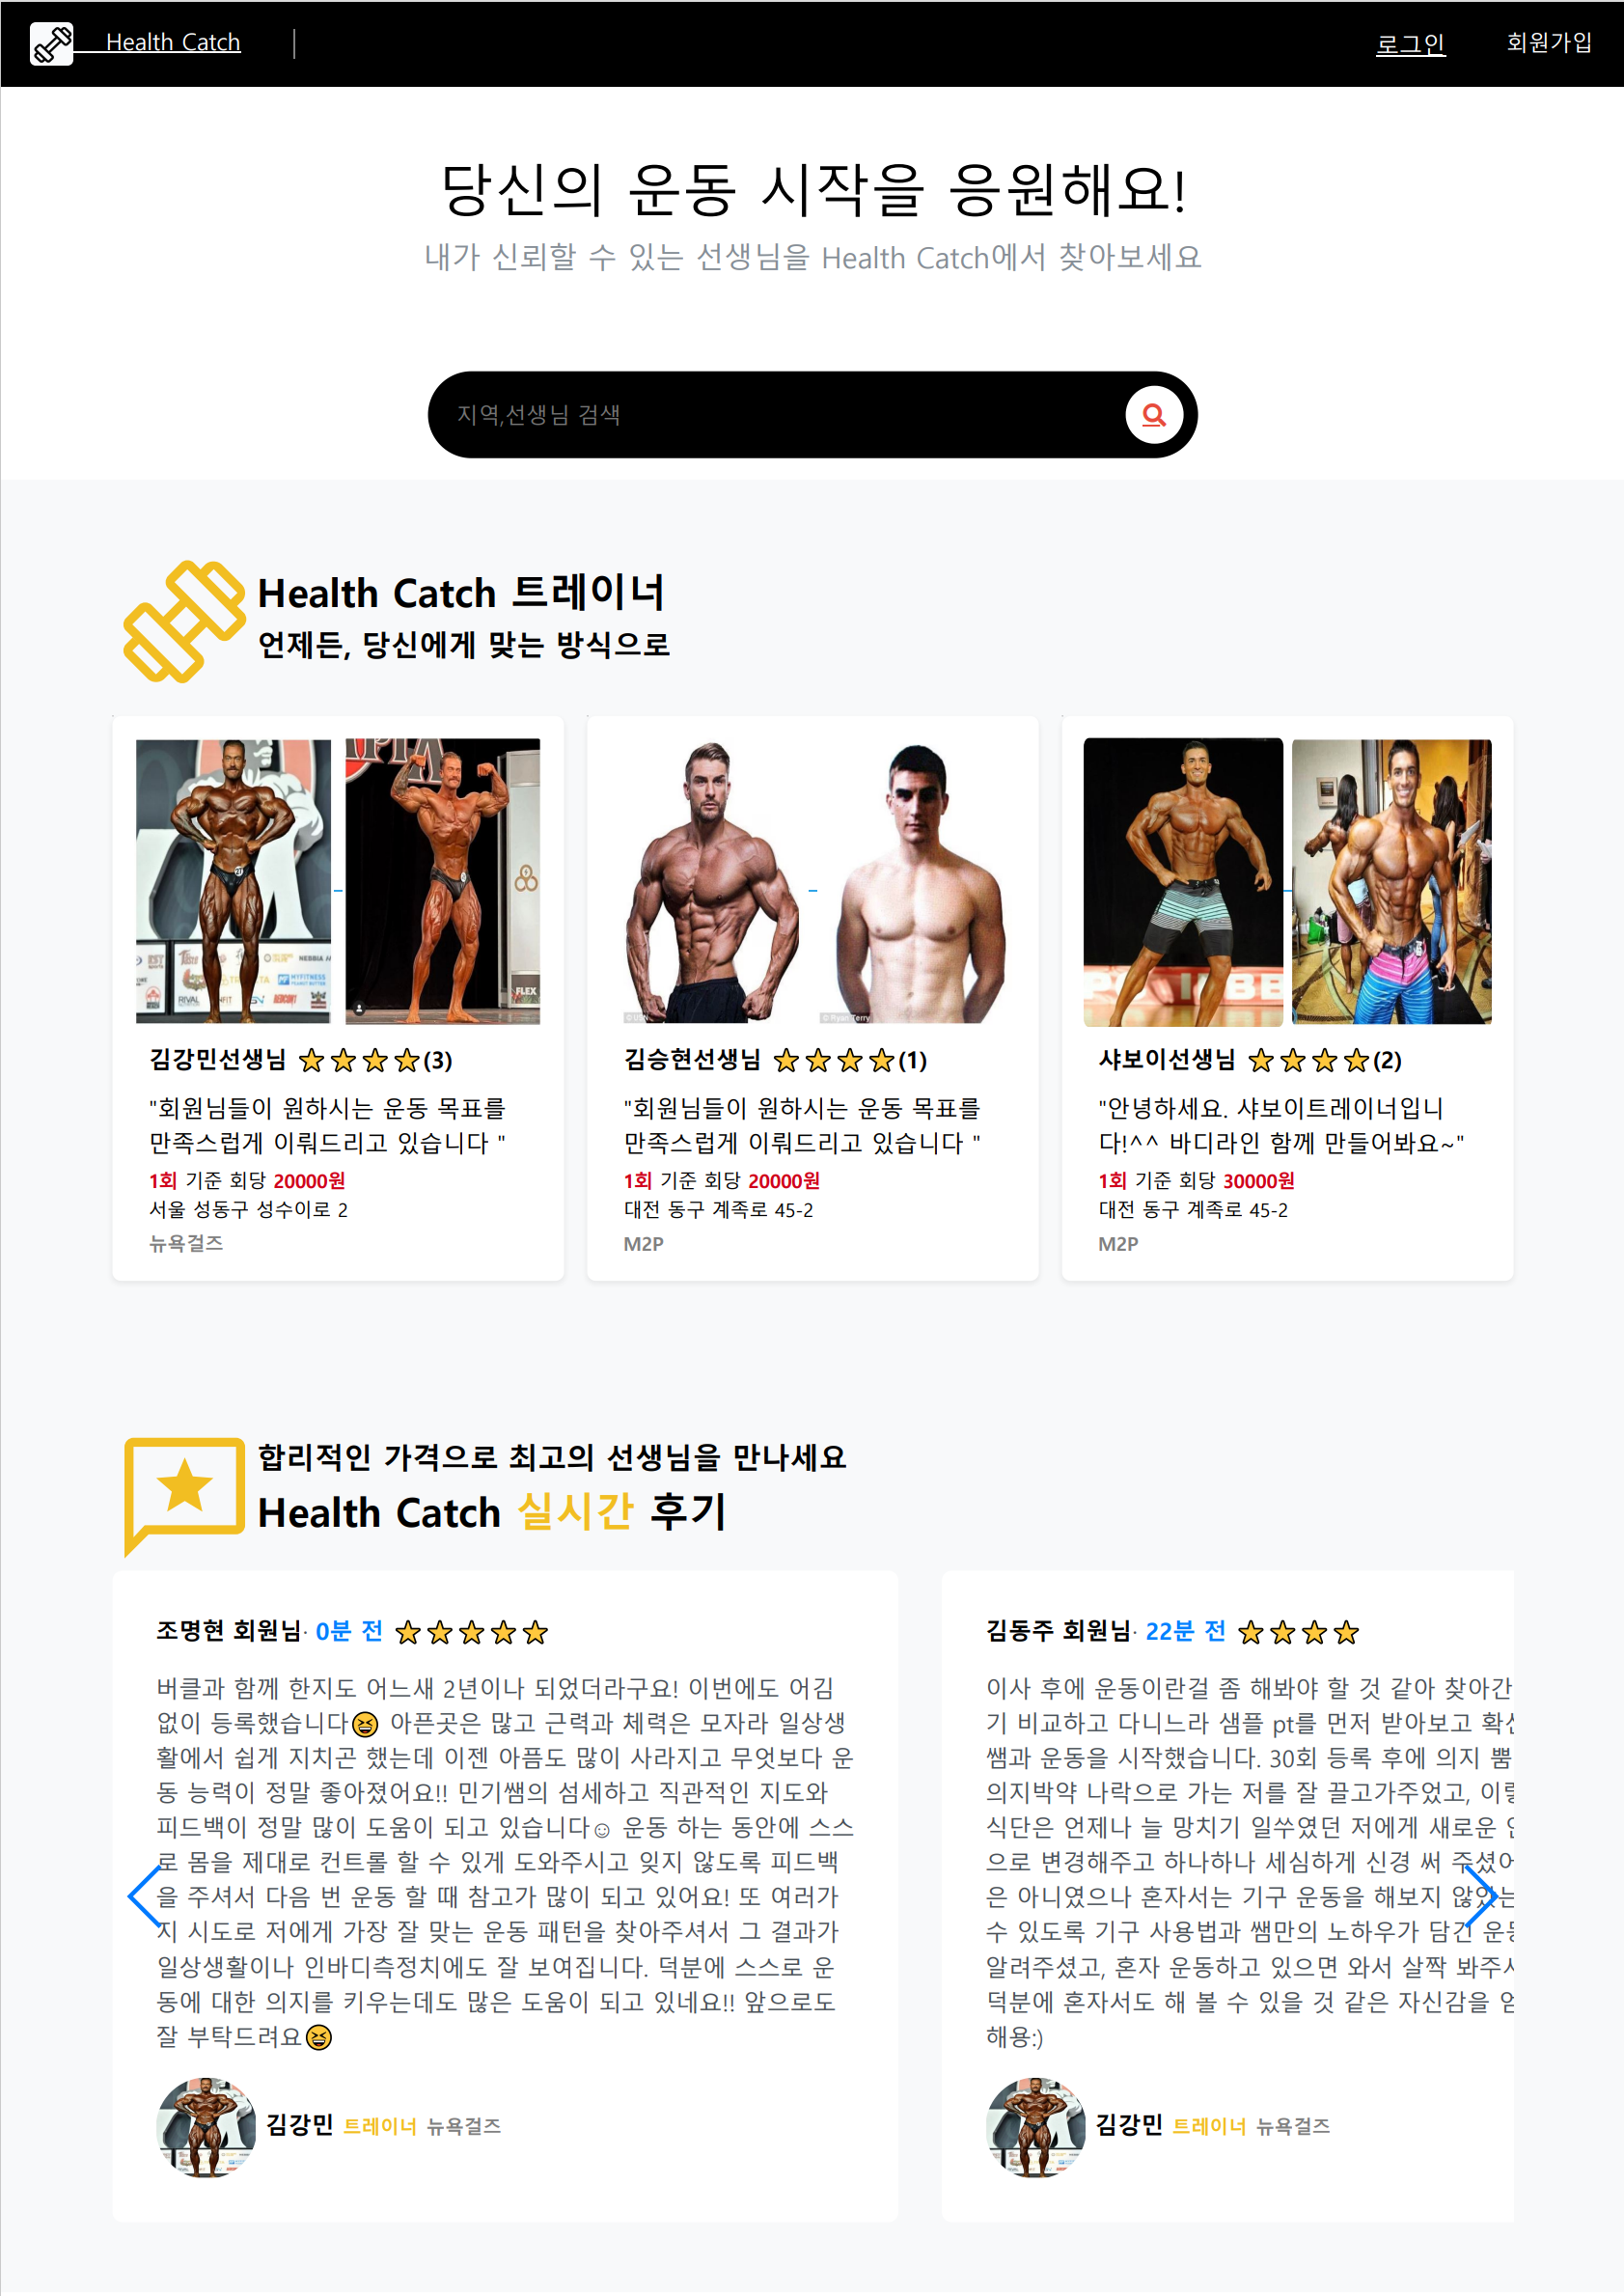 Health Catch
로그인
회원가입
당신의 운동 시작을 응원해요!
내가 신뢰할 수 있는 선생님을 Health Catch에서 찾아보세요
지역,선생님 검색
Health Catch 트레이너
언제든, 당신에게 맞는 방식으로
RIVAL
NEBBIA
MYFITNESS
FLEX
© USN
© Ryan Terry
김강민선생님 ⭐⭐⭐⭐(3)
"회원님들이 원하시는 운동 목표를
만족스럽게 이뤄드리고 있습니다 "
1회 기준 회당 20000원
서울 성동구 성수이로 2
뉴욕걸즈
김승현선생님 ⭐⭐⭐⭐(1)
"회원님들이 원하시는 운동 목표를
만족스럽게 이뤄드리고 있습니다 "
1회 기준 회당 20000원
대전 동구 계족로 45-2
M2P
샤보이선생님 ⭐⭐⭐⭐(2)
"안녕하세요. 샤보이트레이너입니
다!^^ 바디라인 함께 만들어봐요~"
1회 기준 회당 30000원
대전 동구 계족로 45-2
M2P
합리적인 가격으로 최고의 선생님을 만나세요
Health Catch 실시간 후기
조명현 회원님· 0분 전 ⭐⭐⭐⭐⭐
버클과 함께 한지도 어느새 2년이나 되었더라구요! 이번에도 어김
없이 등록했습니다😆 아픈곳은 많고 근력과 체력은 모자라 일상생
활에서 쉽게 지치곤 했는데 이젠 아픔도 많이 사라지고 무엇보다 운
동 능력이 정말 좋아졌어요!! 민기쌤의 섬세하고 직관적인 지도와
피드백이 정말 많이 도움이 되고 있습니다☺ 운동 하는 동안에 스스
로 몸을 제대로 컨트롤 할 수 있게 도와주시고 잊지 않도록 피드백
을 주셔서 다음 번 운동 할 때 참고가 많이 되고 있어요! 또 여러가
지 시도로 저에게 가장 잘 맞는 운동 패턴을 찾아주셔서 그 결과가
일상생활이나 인바디측정치에도 잘 보여집니다. 덕분에 스스로 운
동에 대한 의지를 키우는데도 많은 도움이 되고 있네요!! 앞으로도
잘 부탁드려요😆
김강민 트레이너 뉴욕걸즈
김동주 회원님· 22분 전 ⭐⭐⭐⭐
이사 후에 운동이란걸 좀 해봐야 할 것 같아 찾아간
기 비교하고 다니느라 샘플 pt를 먼저 받아보고
쌤과 운동을 시작했습니다. 30회 등록 후에 의지 뿜
의지박약 나락으로 가는 저를 잘 끌고가주었고,
식단은 언제나 늘 망치기 일쑤였던 저에게 새로운
으로 변경해주고 하나하나 세심하게 신경 써 주셨어
은 아니였으나 혼자서는 기구 운동을 해보지 않았는
수 있도록 기구 사용법과 쌤만의 노하우가 담긴
알려주셨고, 혼자 운동하고 있으면 와서 살짝
덕분에 혼자서도 해 볼 수 있을 것 같은 자신감을
해용:)
김강민 트레이너 뉴욕걸즈